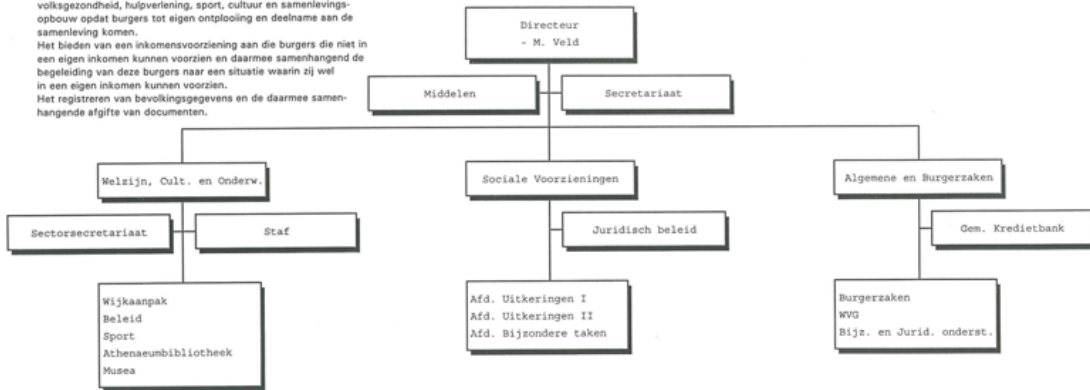 volksgezondheid, hulpverlening, sport, cultuur en samenlevings-
opbouw opdat burgers tot eigen ontplooiing en deelname aan de
samenleving komen.
Het bieden van een inkomensvoorziening aan die burgers die niet in
een eigen inkomen kunnen voorzien en daarmee samenhangend de
begeleiding van deze burgers naar een situatie waarin zij wel
in een eigen inkomen kunnen voorzien.
Het registreren van bevolkingsgegevens en de daarmee samen-
hangende afgifte van documenten.
Directeur
- M. Veld
Middelen
Secretariaat
Welzijn, Cult. en Onderw.
Sociale Voorzieningen
Algemene en Burgerzaken
Sectorsecretariaat
Staf
Juridisch beleid
Gem. Kredietbank
Wijkaanpak
Beleid
Sport
Athenaeumbibliotheek
Musea
Afd. Uitkeringen I
Afd. Uitkeringen II
Afd. Bijzondere taken
Burgerzaken
WVG
Bijz. en Jurid. onderst.